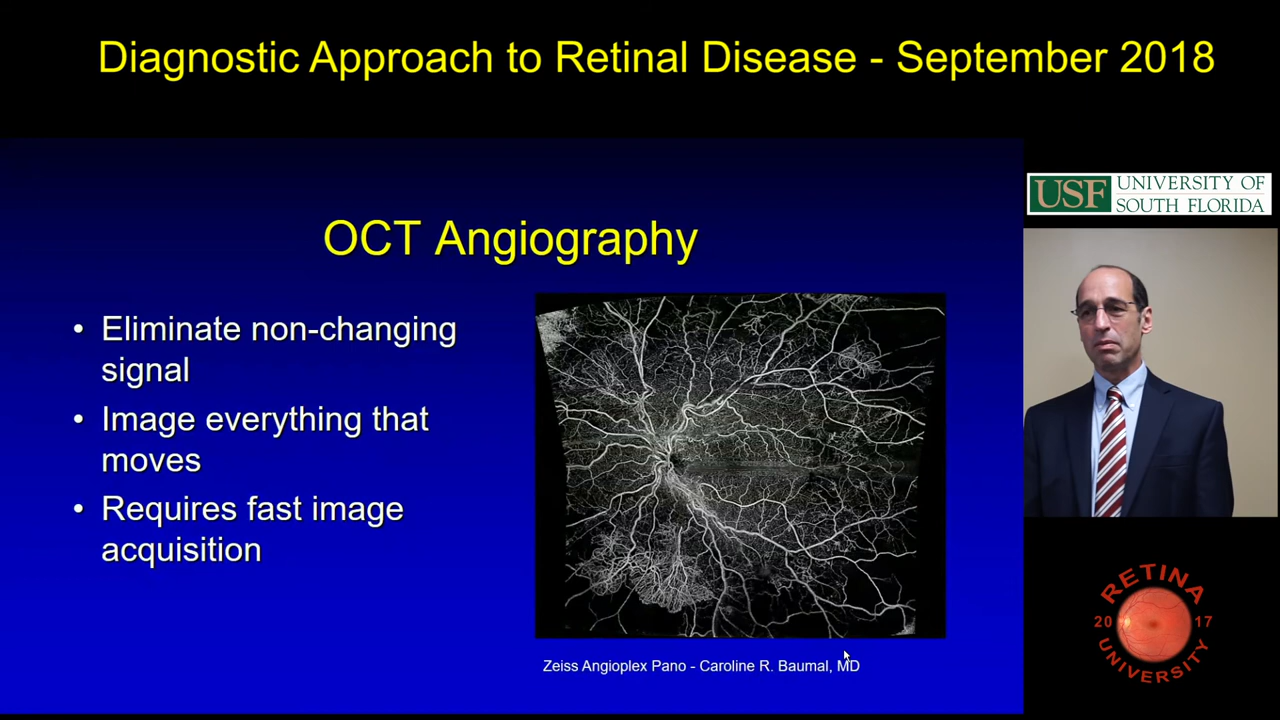 Diagnostic Approach to Retinal Disease - September 2018
USF UNIVERSITY OF
SOUTH FLORIDA
OCT Angiography
• Eliminate non-changing
signal
• Image everything that
moves
• Requires fast image
acquisition
Zeiss Angioplex Pano - Caroline R. Baumal, MD
RETINA
20 17
UNIVERSITY